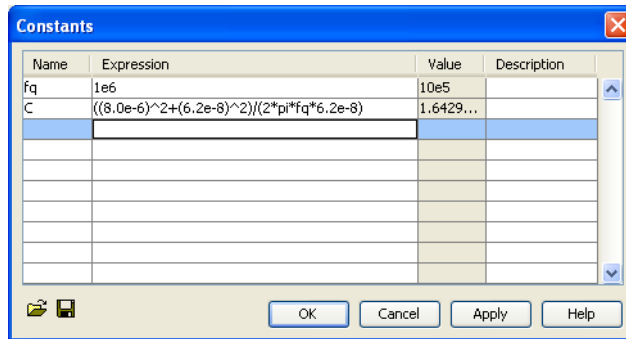 Constants
Name Expression Value Description
fq 1e6 10e5
C ((8.0e-6)^2+(6.2e-8)^2)/(2*pi*fq*6.2e-8) 1.6429...
OK Cancel Apply Help